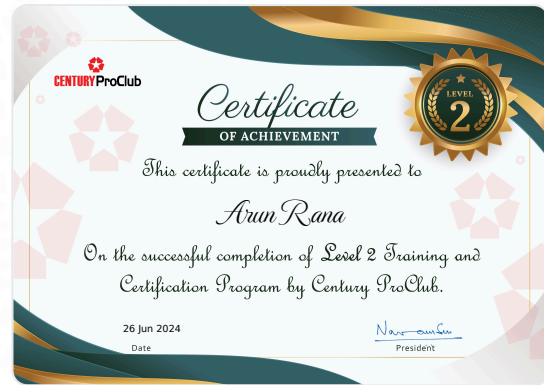 CENTURY ProClub
Certificate
OF ACHIEVEMENT
LEVEL
2
This certificate is proudly presented to
Arun Rana
On the successful completion of Level 2 Training and
Certification Program by Century ProClub.
26 Jun 2024
Date
President